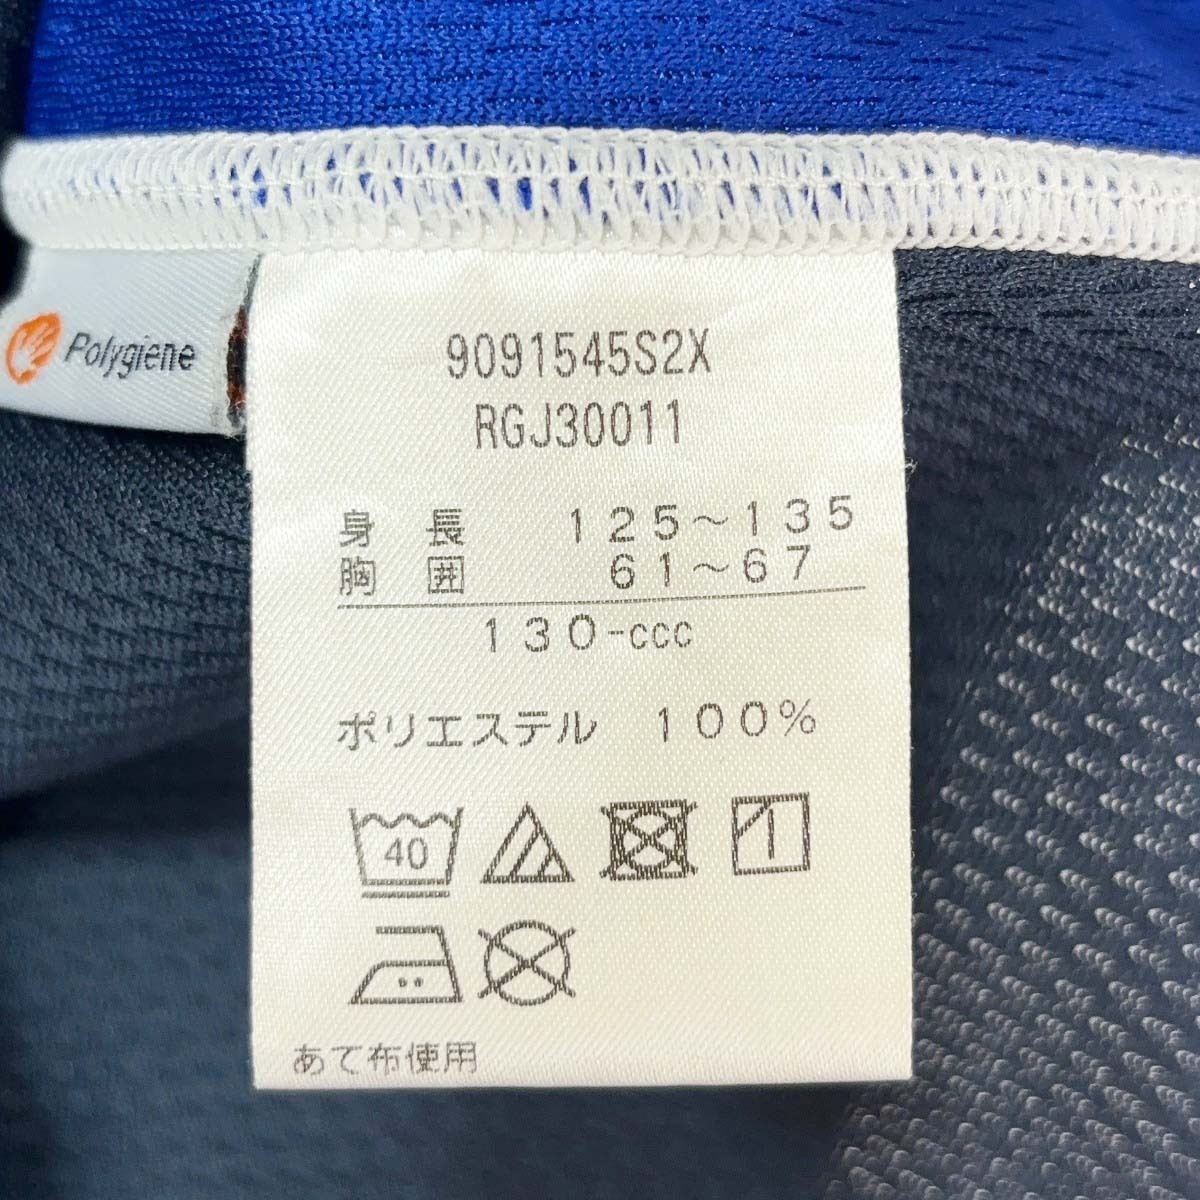 Polygiene
9091545S2X
RGJ30011
身長 125～135
胸囲 61～67
130-ccc
ポリエステル 100%
40
あて布使用